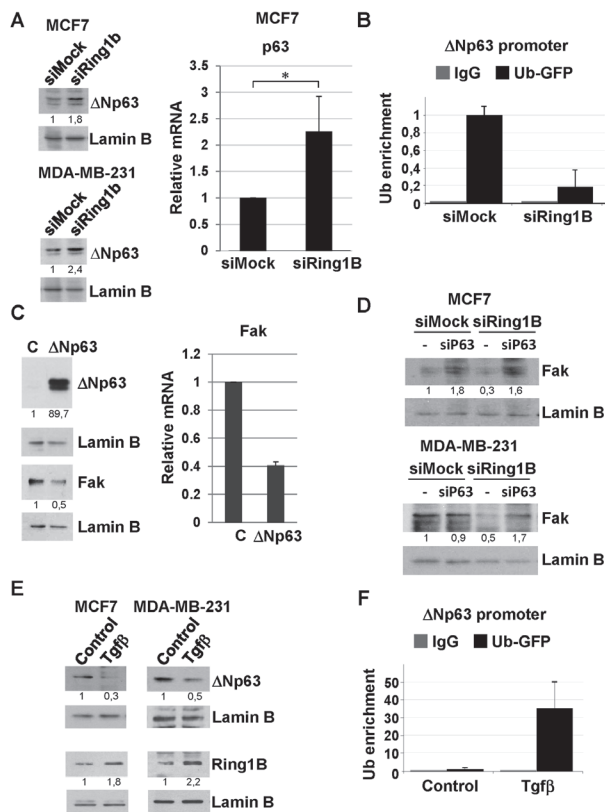 A
MCF7
siMock siRing1b
ΔNp63
1 1,8
Lamin B
MDA-MB-231
siMock siRing1b
ΔNp63
1 2,4
Lamin B
MCF7
p63
*
Relative mRNA
3.5
3
2.5
2
1.5
1
0.5
0
siMock siRing1B
B
ΔNp63 promoter
IgG Ub-GFP
Ub enrichment
1
0,8
0,6
0,4
0,2
0
siMock siRing1B
C
C ΔNp63
ΔNp63
1 89,7
Lamin B
Fak
1 0,5
Lamin B
Fak
Relative mRNA
1.2
1
0.8
0.6
0.4
0.2
0
C ΔNp63
D
MCF7
siMock siRing1B
- siP63 - siP63
Fak
1 1,8 0,3 1,6
Lamin B
MDA-MB-231
siMock siRing1B
- siP63 - siP63
Fak
1 0,9 0,5 1,7
Lamin B
E
MCF7 MDA-MB-231
Control Tgfβ Control Tgfβ
ΔNp63
1 0,3 1 0,5
Lamin B
Ring1B
1 1,8 1 2,2
Lamin B
F
ΔNp63 promoter
IgG Ub-GFP
Ub enrichment
50
40
30
20
10
0
Control Tgfβ